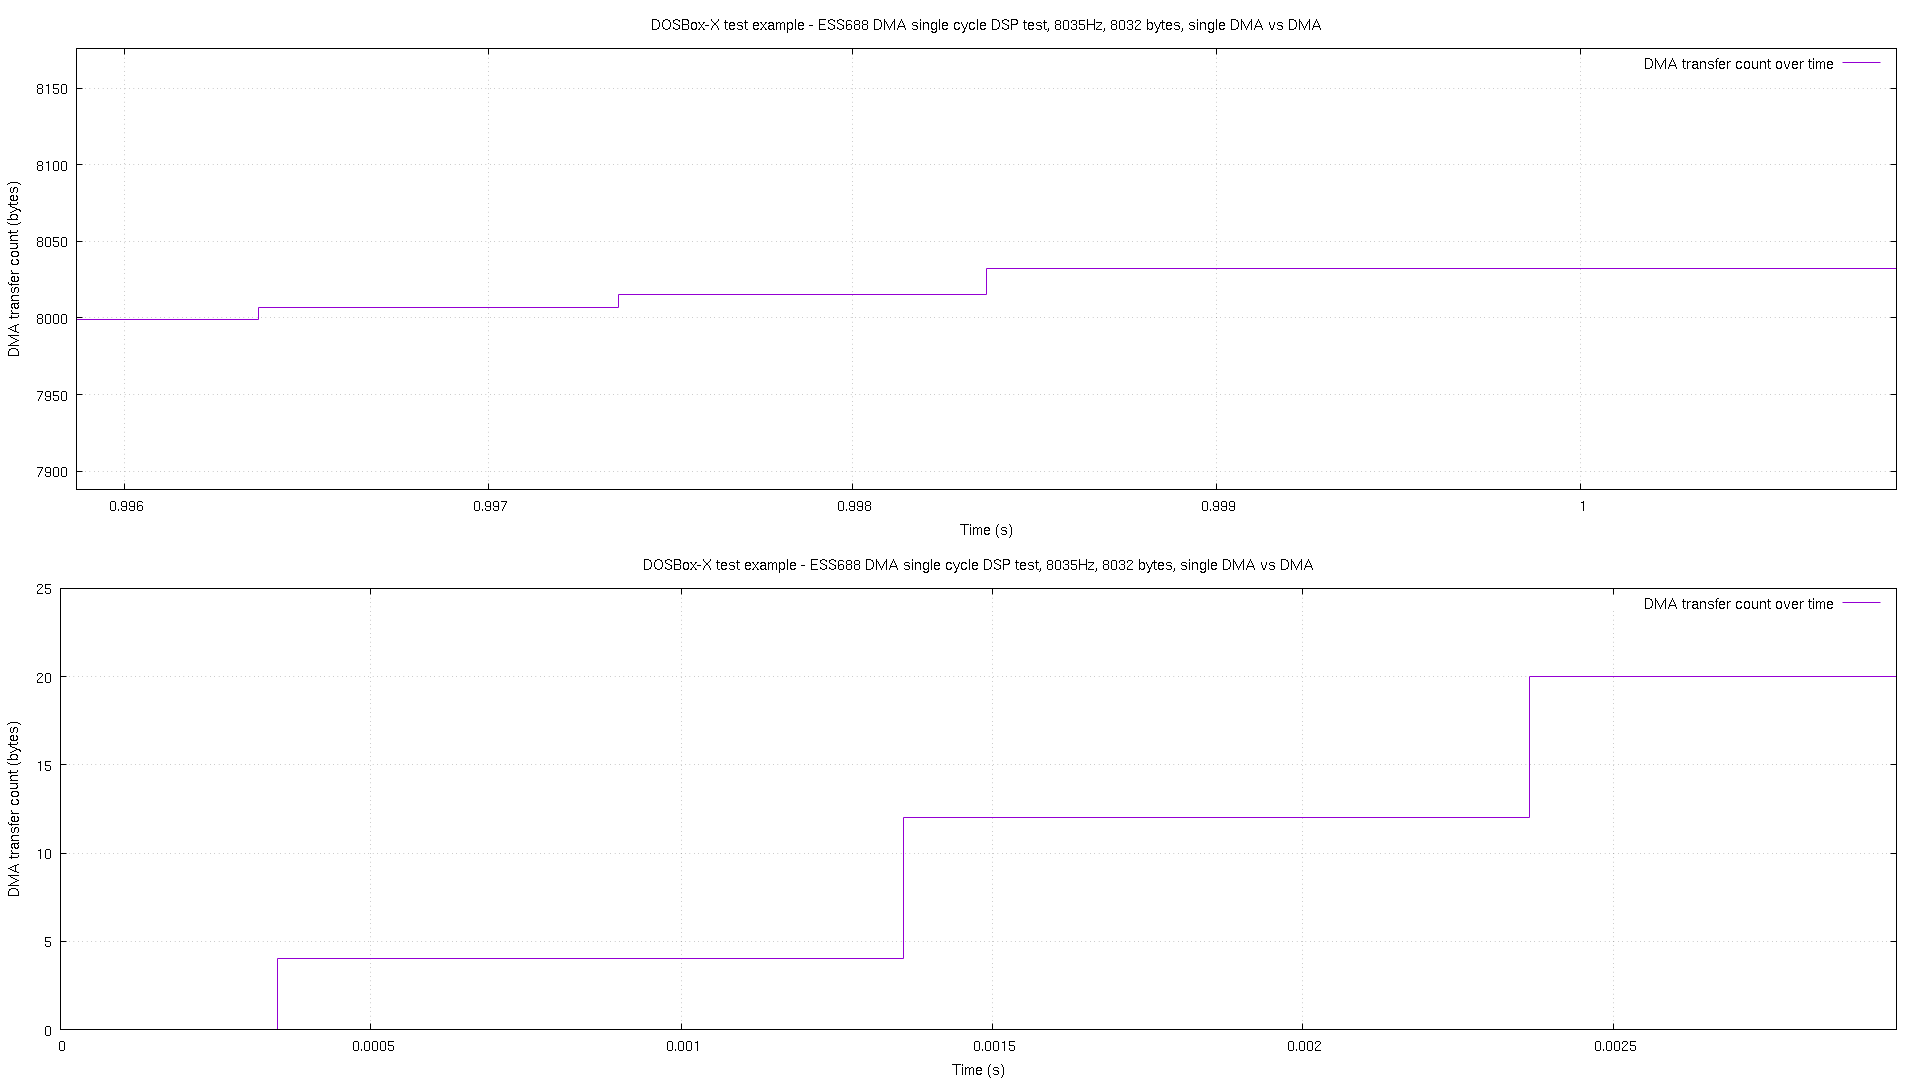 DOSBox-X test example - ESS688 DMA single cycle DSP test, 8035Hz, 8032 bytes, single DMA vs DMA
DMA transfer count over time
8150
8100
8050
8000
7950
7900
DMA transfer count (bytes)
0.996 0.997 0.998 0.999 1
Time (s)
DOSBox-X test example - ESS688 DMA single cycle DSP test, 8035Hz, 8032 bytes, single DMA vs DMA
DMA transfer count over time
25
20
15
10
5
0
DMA transfer count (bytes)
0 0.0005 0.001 0.0015 0.002 0.0025
Time (s)